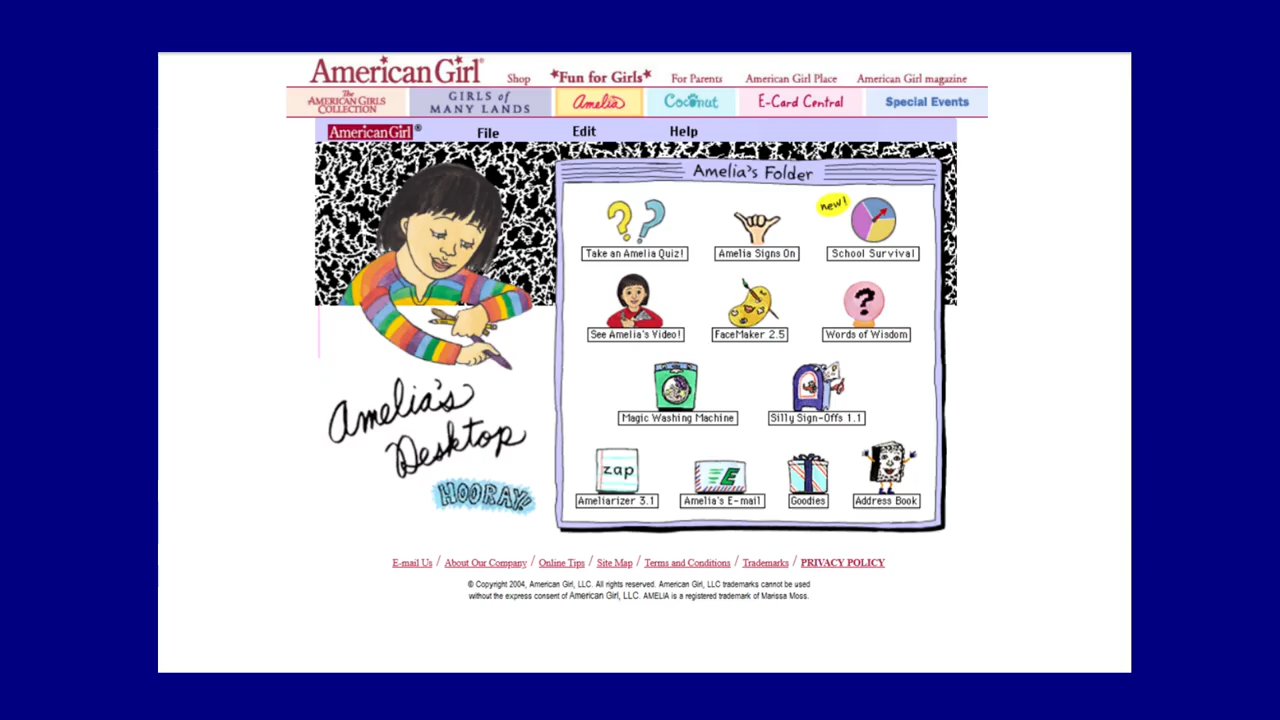 American Girl®
Shop
*Fun for Girls*
For Parents
American Girl Place
American Girl magazine
The
AMERICAN GIRLS
COLLECTION
GIRLS of
MANY LANDS
Amelia
Coconut
E-Card Central
Special Events
American Girl®
File
Edit
Help
Amelia's Folder
new!
Take an Amelia Quiz!
Amelia Signs On
School Survival
See Amelia's Video!
FaceMaker 2.5
Words of Wisdom
?
Magic Washing Machine
Silly Sign-Offs 1.1
Amelia's
Desktop
HOORAY!
zap
E
Ameliarizer 3.1
Amelia's E-mail
Goodies
Address Book
E-mail Us / About Our Company / Online Tips / Site Map / Terms and Conditions / Trademarks / PRIVACY POLICY
© Copyright 2004, American Girl, LLC. All rights reserved. American Girl, LLC trademarks cannot be used
without the express consent of American Girl, LLC. AMELIA is a registered trademark of Marissa Moss.